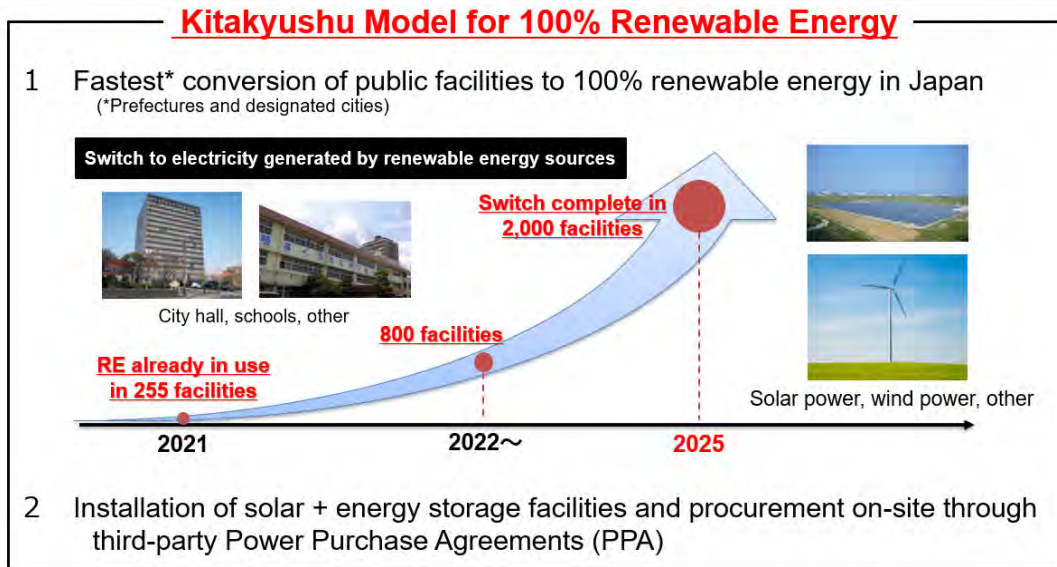 Kitakyushu Model for 100% Renewable Energy
1 Fastest* conversion of public facilities to 100% renewable energy in Japan
(*Prefectures and designated cities)
Switch to electricity generated by renewable energy sources
Switch complete in
2,000 facilities
City hall, schools, other
800 facilities
RE already in use
in 255 facilities
Solar power, wind power, other
2021
2022～
2025
2 Installation of solar + energy storage facilities and procurement on-site through
third-party Power Purchase Agreements (PPA)